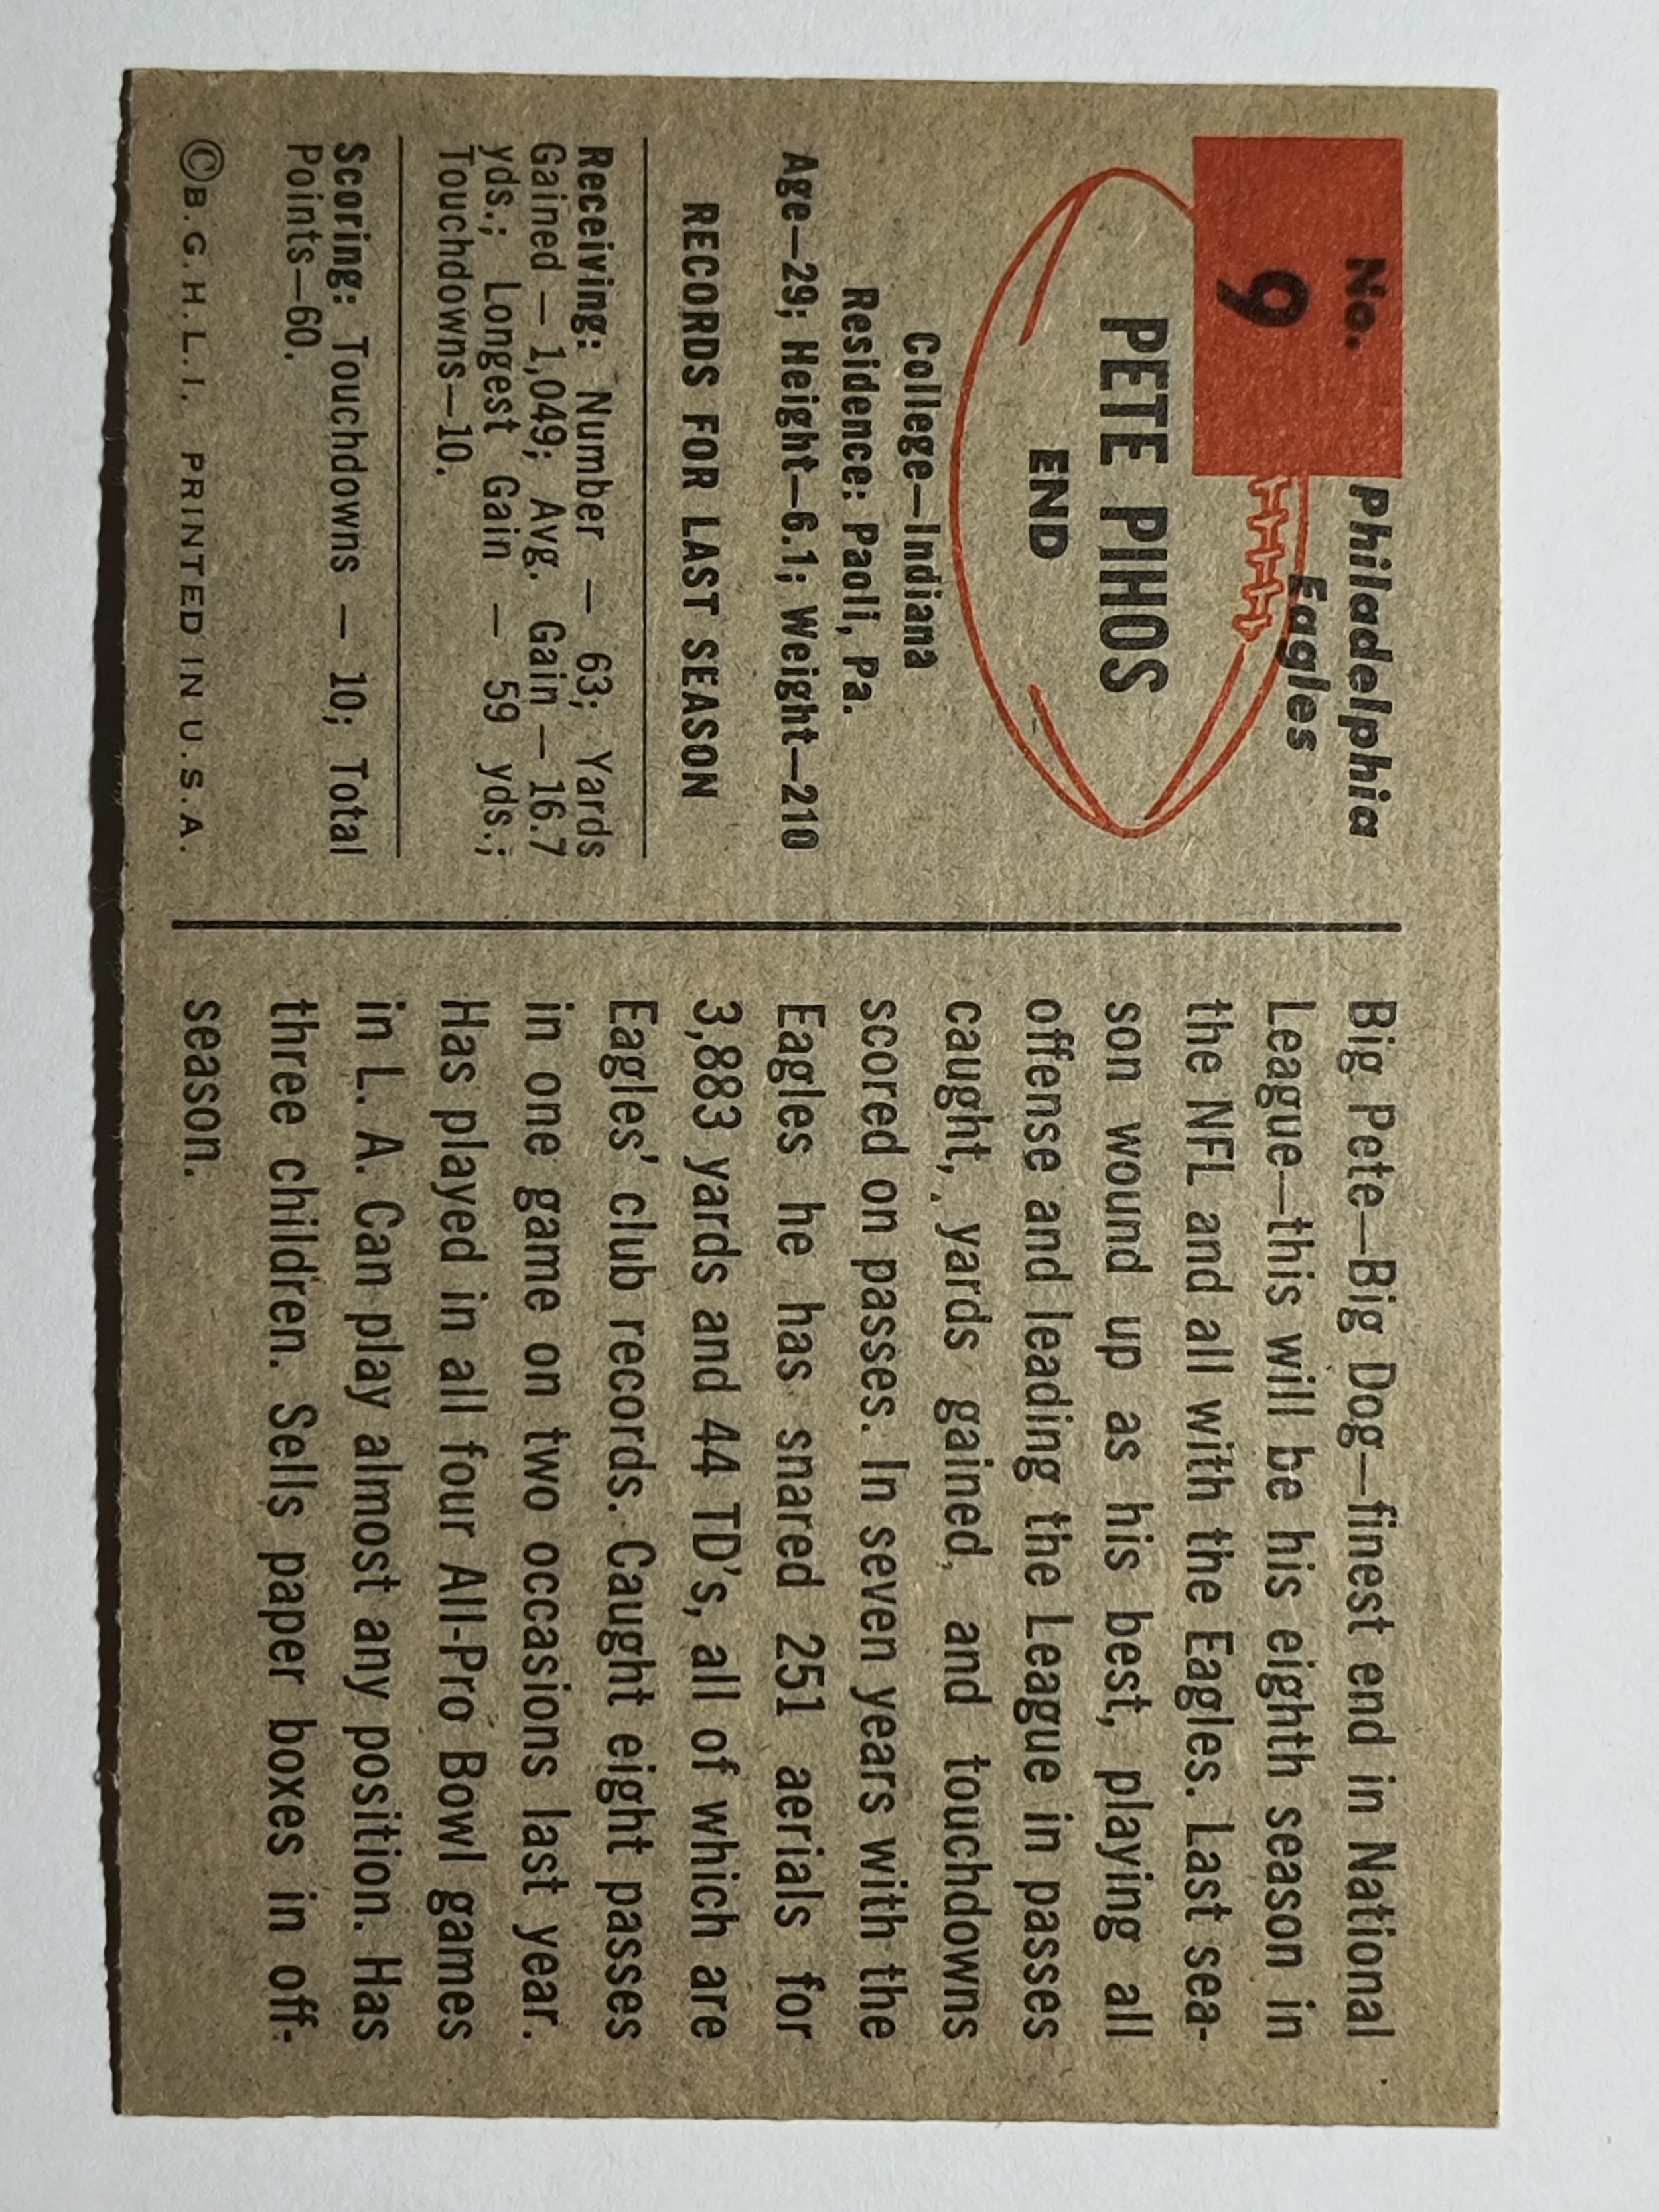 No.
9
Philadelphia
Eagles
PETE PIHOS
END
College—Indiana
Residence: Paoli, Pa.
Age—29; Height—6.1; Weight—210
RECORDS FOR LAST SEASON
Receiving: Number — 63; Yards
Gained — 1,049; Avg. Gain — 16.7
yds.; Longest Gain — 59 yds.;
Touchdowns—10.
Scoring: Touchdowns — 10; Total
Points—60.
©B.G.H.L.I. PRINTED IN U.S.A.
Big Pete—Big Dog—finest end in National
League—this will be his eighth season in
the NFL and all with the Eagles. Last sea-
son wound up as his best, playing all
offense and leading the League in passes
caught, yards gained, and touchdowns
scored on passes. In seven years with the
Eagles he has snared 251 aerials for
3,883 yards and 44 TD's, all of which are
Eagles' club records. Caught eight passes
in one game on two occasions last year.
Has played in all four All-Pro Bowl games
in L. A. Can play almost any position. Has
three children. Sells paper boxes in off-
season.